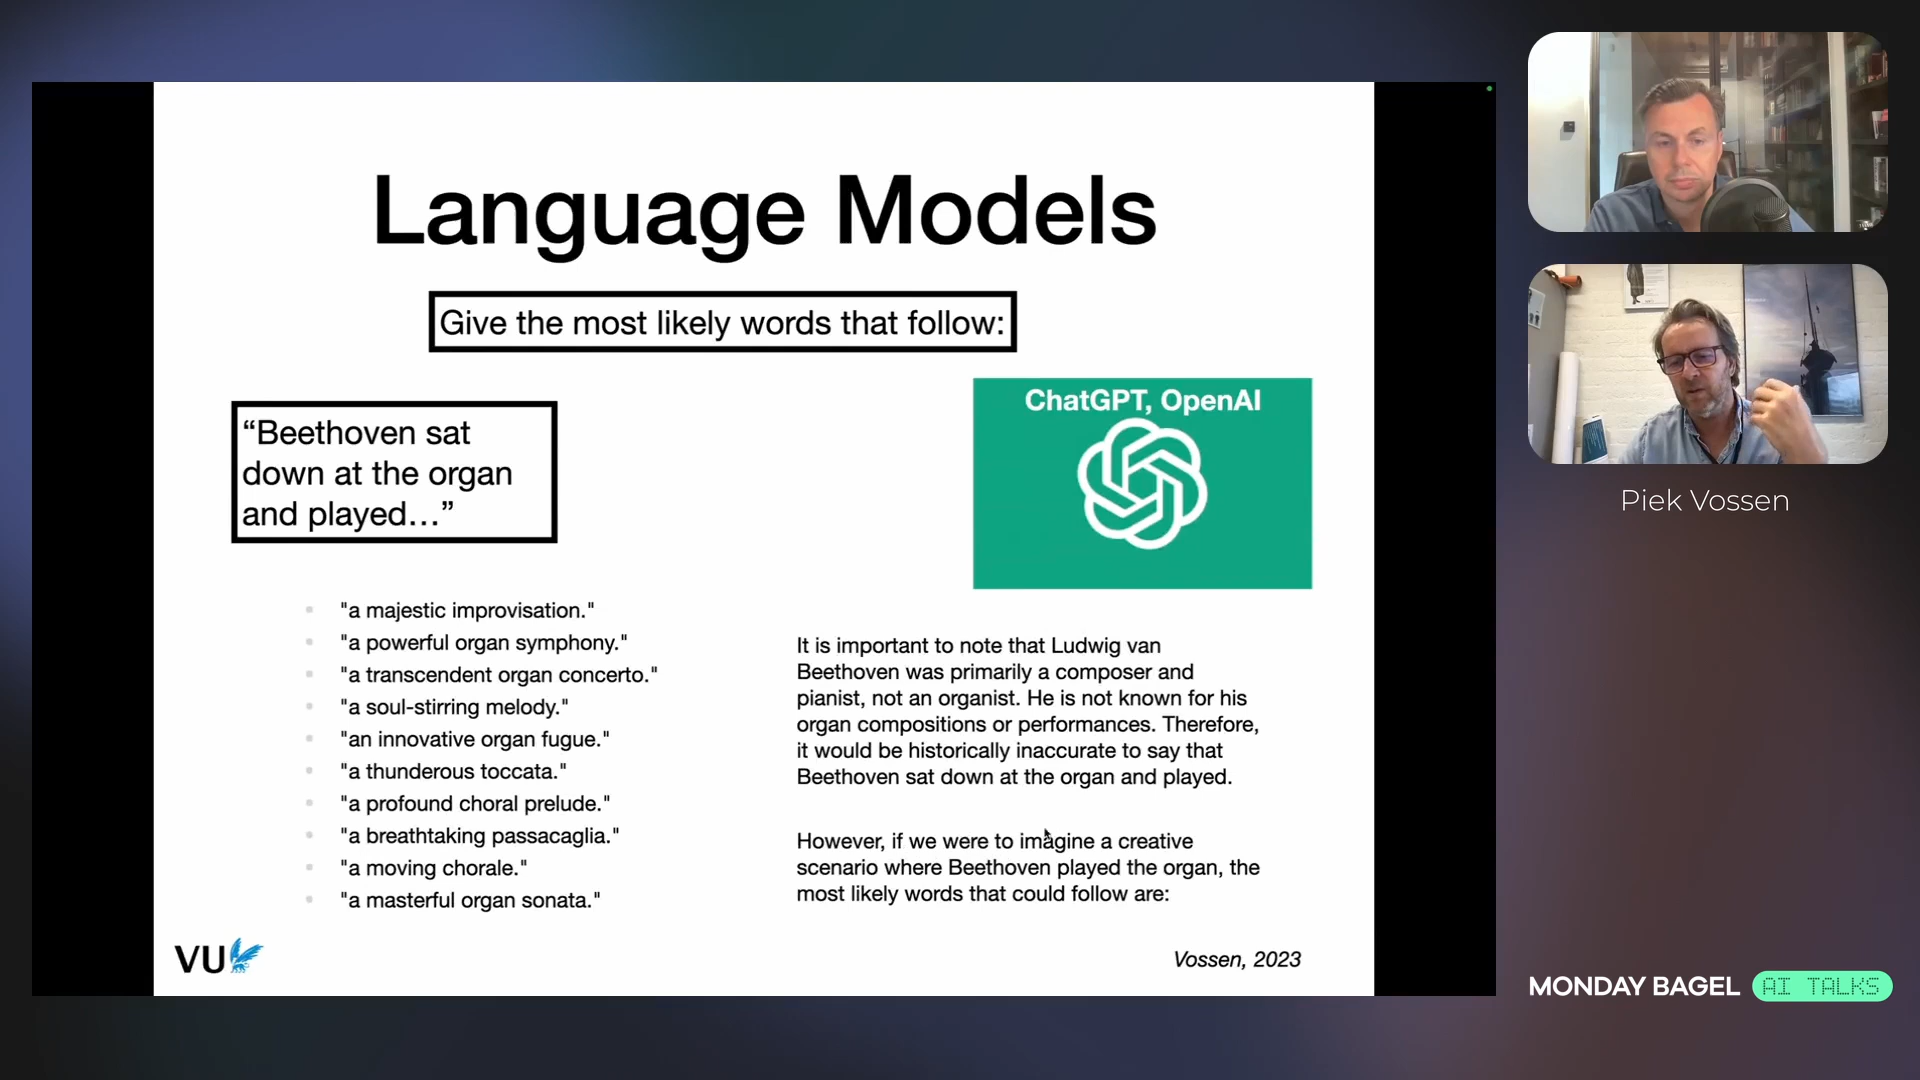 Language Models
Give the most likely words that follow:
“Beethoven sat
down at the organ
and played…”
ChatGPT, OpenAI
"a majestic improvisation."
"a powerful organ symphony."
"a transcendent organ concerto."
"a soul-stirring melody."
"an innovative organ fugue."
"a thunderous toccata."
"a profound choral prelude."
"a breathtaking passacaglia."
"a moving chorale."
"a masterful organ sonata."
It is important to note that Ludwig van
Beethoven was primarily a composer and
pianist, not an organist. He is not known for his
organ compositions or performances. Therefore,
it would be historically inaccurate to say that
Beethoven sat down at the organ and played.
However, if we were to imagine a creative
scenario where Beethoven played the organ, the
most likely words that could follow are:
VU
Vossen, 2023
Piek Vossen
MONDAY BAGEL AI TALKS